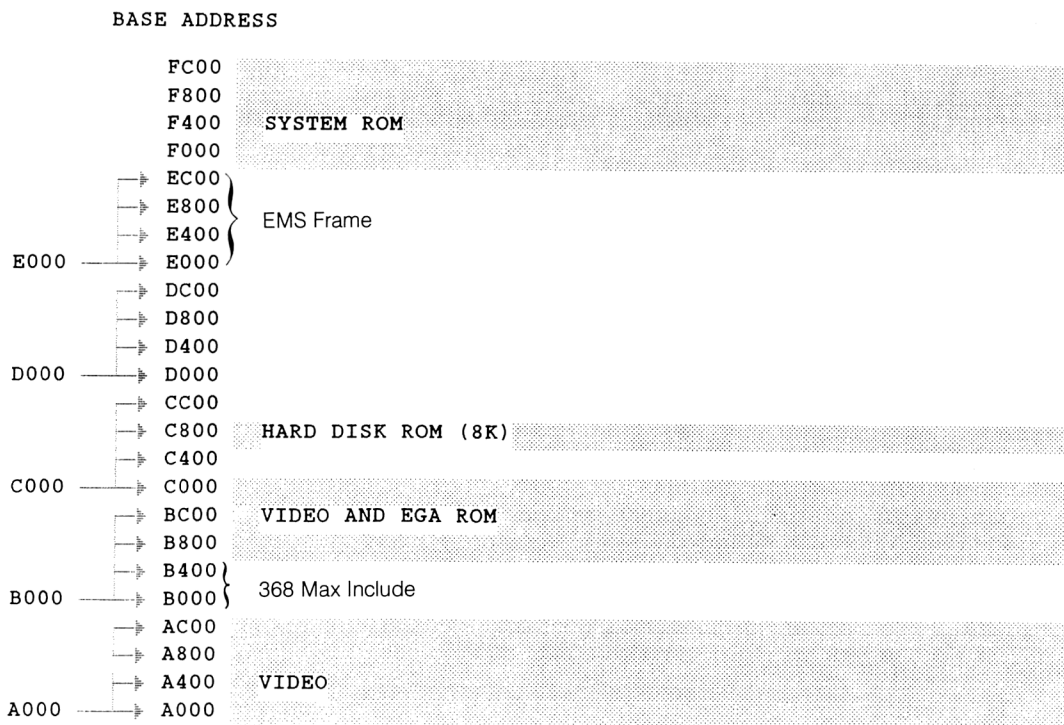 BASE ADDRESS
FC00
F800
F400 SYSTEM ROM
F000
EC00
E800
EMS Frame
E400
E000 E000
DC00
D800
D400
D000 D000
CC00
C800 HARD DISK ROM (8K)
C400
C000 C000
BC00 VIDEO AND EGA ROM
B800
B400
368 Max Include
B000 B000
AC00
A800
A400 VIDEO
A000 A000